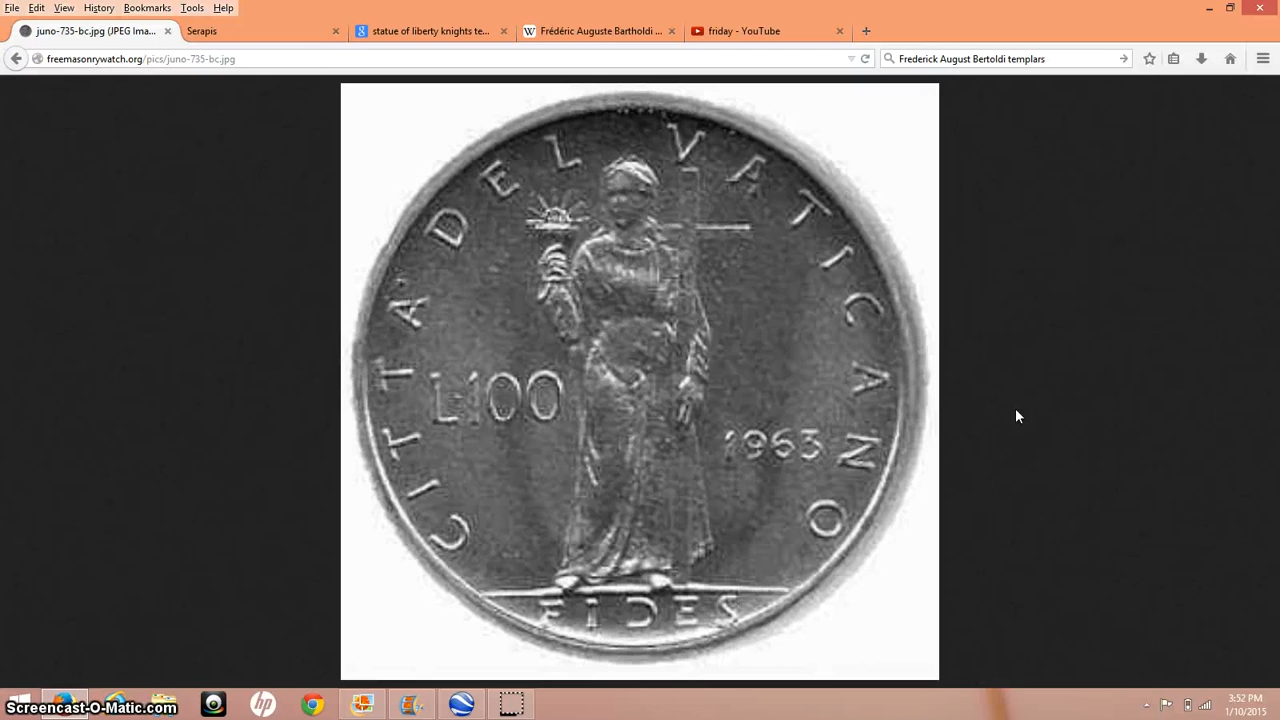 File Edit View History Bookmarks Tools Help
juno-735-bc.jpg (JPEG Ima...
Serapis
statue of liberty knights te...
Frédéric Auguste Bartholdi ...
friday - YouTube
freemasonrywatch.org/pics/juno-735-bc.jpg
Frederick August Bertoldi templars
CITTA' DEL VATICANO
L·100
1963
FIDES
Screencast-O-Matic.com
3:52 PM
1/10/2015